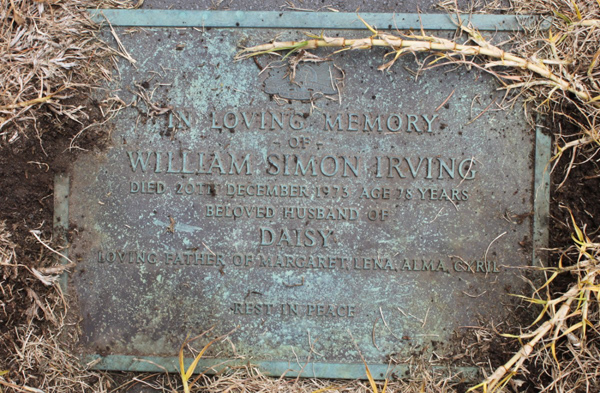 IN LOVING MEMORY
- OF -
WILLIAM SIMON IRVING
DIED 20TH DECEMBER 1973 AGE 78 YEARS
BELOVED HUSBAND OF
DAISY
LOVING FATHER OF MARGARET, LENA, ALMA, CYRIL
REST IN PEACE